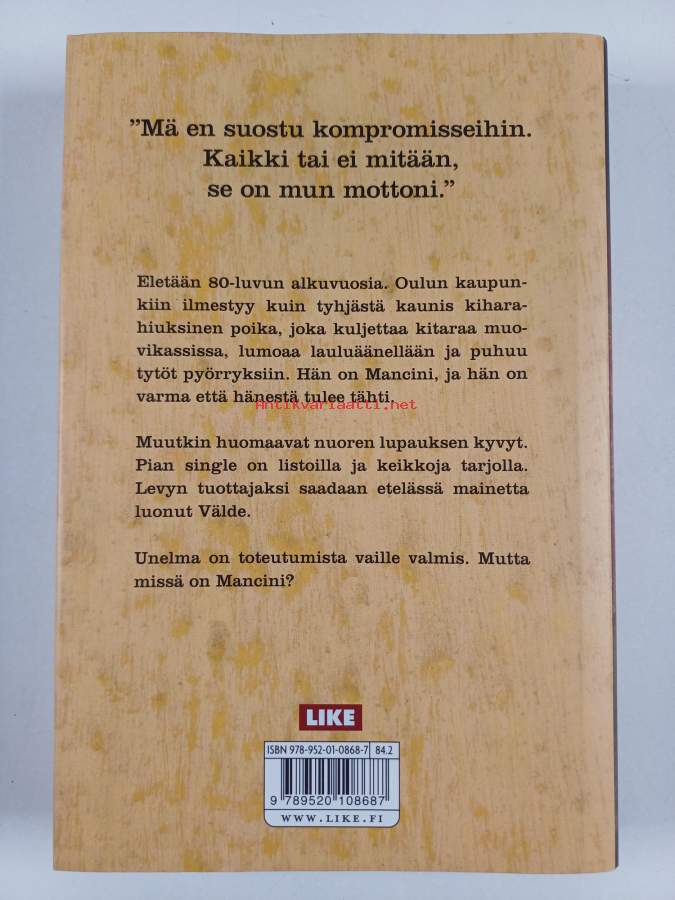 ”Mä en suostu kompromisseihin.
Kaikki tai ei mitään,
se on mun mottoni.”
Eletään 80-luvun alkuvuosia. Oulun kaupun-
kiin ilmestyy kuin tyhjästä kaunis kihara-
hiuksinen poika, joka kuljettaa kitaraa muo-
vikassissa, lumoaa lauluäänellään ja puhuu
tytöt pyörryksiin. Hän on Mancini, ja hän on
varma että hänestä tulee tähti.
Antikvariaatti.net
Muutkin huomaavat nuoren lupauksen kyvyt.
Pian single on listoilla ja keikkoja tarjolla.
Levyn tuottajaksi saadaan etelässä mainetta
luonut Välde.
Unelma on toteutumista vaille valmis. Mutta
missä on Mancini?
LIKE
ISBN 978-952-01-0868-7 84.2
9 789520 108687
WWW.LIKE.FI